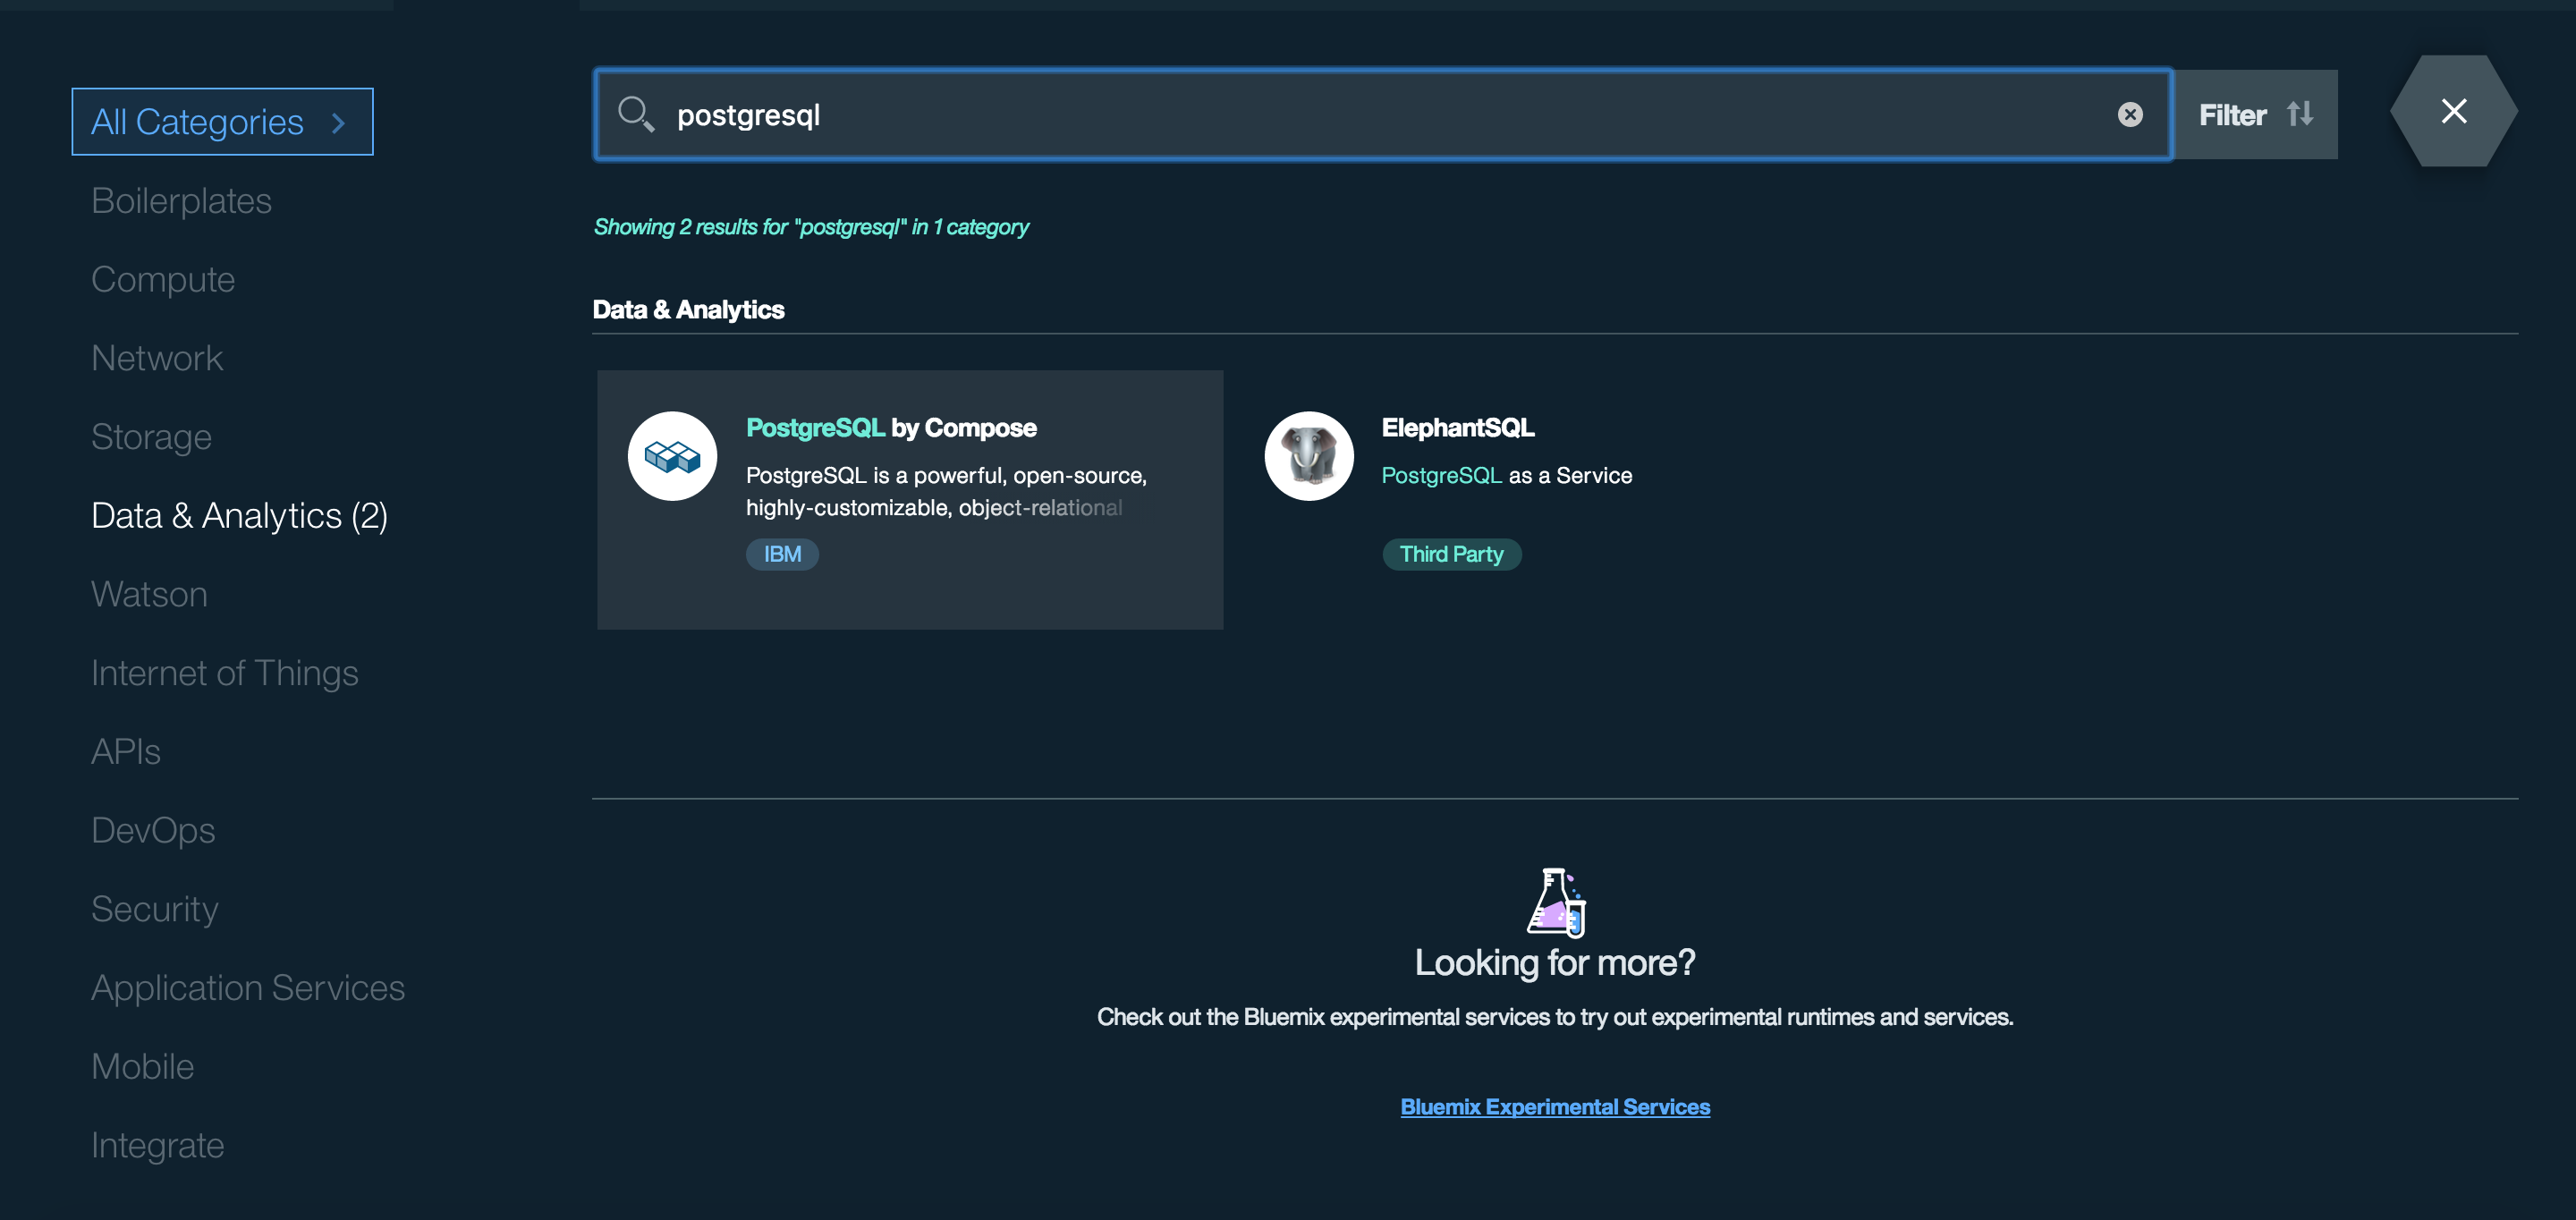 All Categories
Boilerplates
Compute
Network
Storage
Data & Analytics (2)
Watson
Internet of Things
APIs
DevOps
Security
Application Services
Mobile
Integrate
postgresql
Filter
Showing 2 results for "postgresql" in 1 category
Data & Analytics
PostgreSQL by Compose
PostgreSQL is a powerful, open-source,
highly-customizable, object-relational
IBM
ElephantSQL
PostgreSQL as a Service
Third Party
Looking for more?
Check out the Bluemix experimental services to try out experimental runtimes and services.
Bluemix Experimental Services